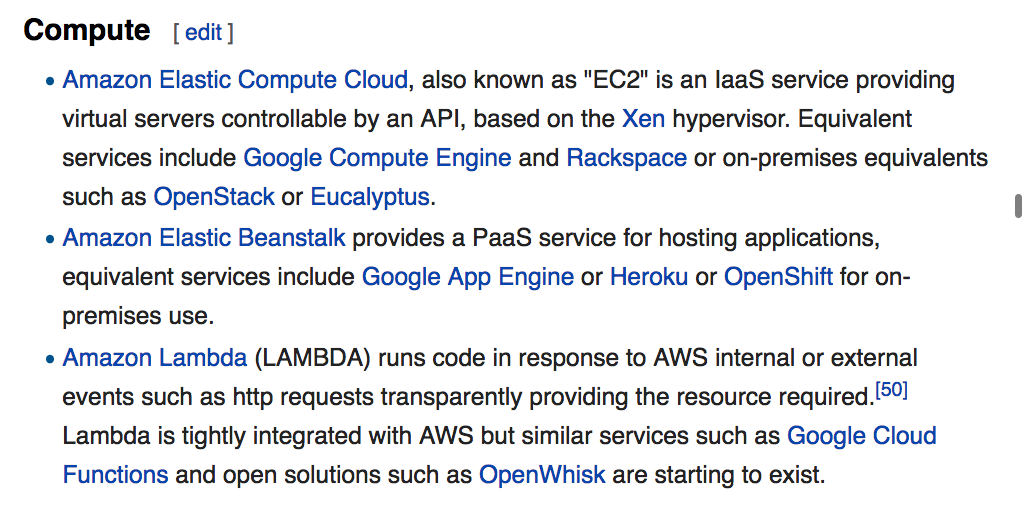 Compute [ edit ]
• Amazon Elastic Compute Cloud, also known as "EC2" is an IaaS service providing
virtual servers controllable by an API, based on the Xen hypervisor. Equivalent
services include Google Compute Engine and Rackspace or on-premises equivalents
such as OpenStack or Eucalyptus.
• Amazon Elastic Beanstalk provides a PaaS service for hosting applications,
equivalent services include Google App Engine or Heroku or OpenShift for on-
premises use.
• Amazon Lambda (LAMBDA) runs code in response to AWS internal or external
events such as http requests transparently providing the resource required.[50]
Lambda is tightly integrated with AWS but similar services such as Google Cloud
Functions and open solutions such as OpenWhisk are starting to exist.